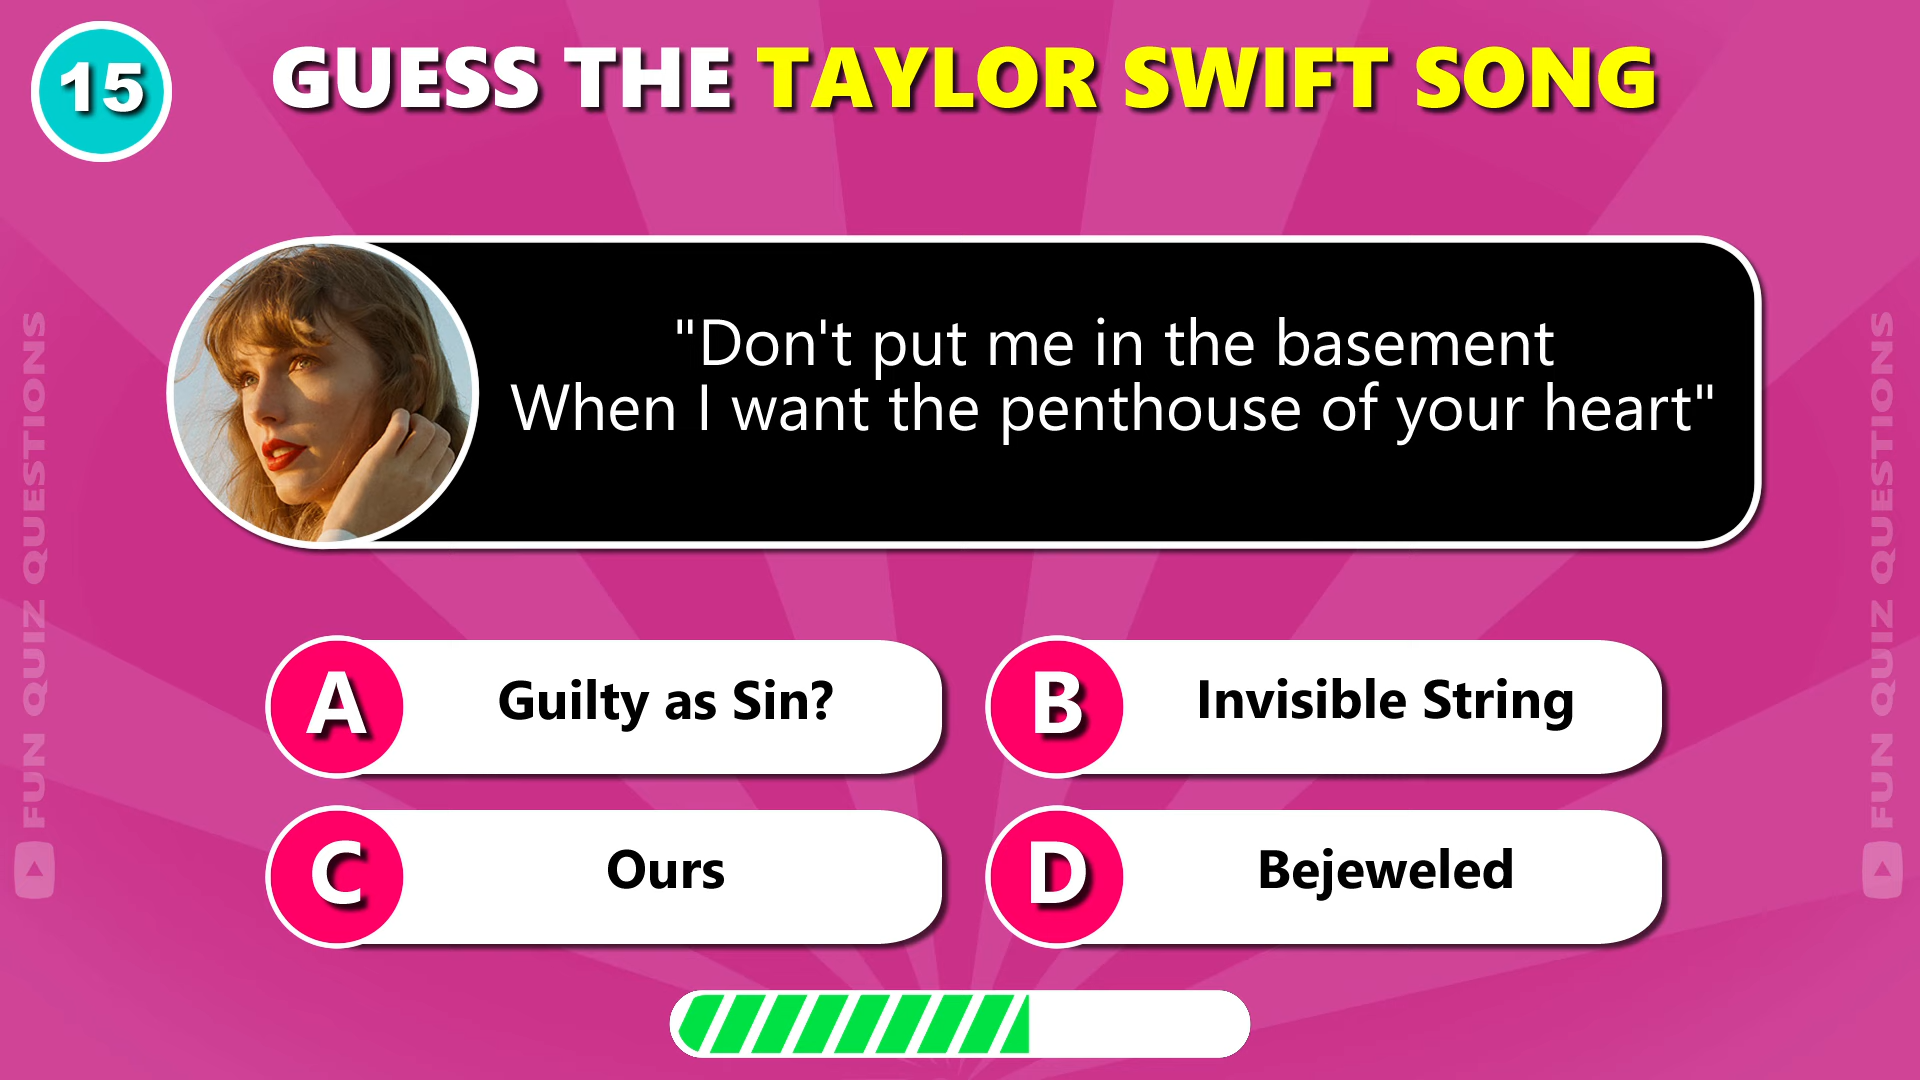 15
GUESS THE TAYLOR SWIFT SONG
"Don't put me in the basement
When I want the penthouse of your heart"
A Guilty as Sin?
B Invisible String
C Ours
D Bejeweled
FUN QUIZ QUESTIONS
FUN QUIZ QUESTIONS